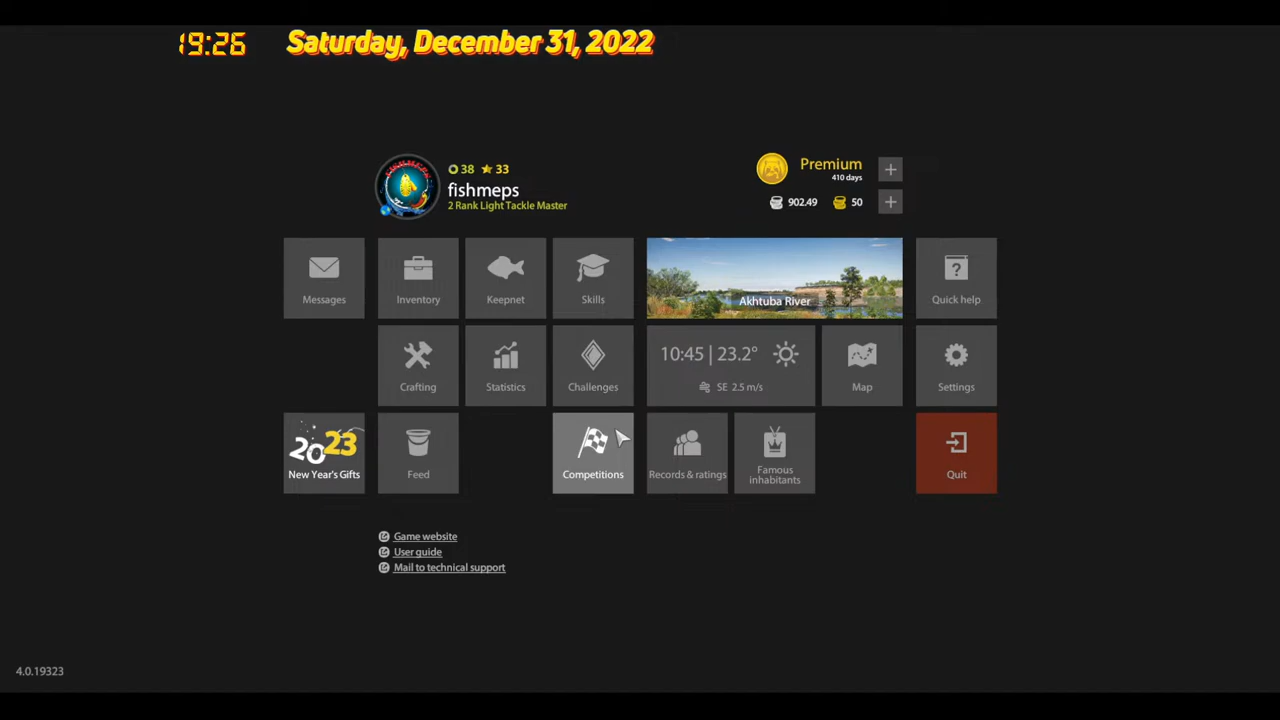 19:26
Saturday, December 31, 2022
38 33
fishmeps
2 Rank Light Tackle Master
Premium
410 days
902.49 50
Messages
Inventory
Keepnet
Skills
Akhtuba River
Quick help
Crafting
Statistics
Challenges
10:45 | 23.2°
SE 2.5 m/s
Map
Settings
2023
New Year's Gifts
Feed
Competitions
Records & ratings
Famous
inhabitants
Quit
Game website
User guide
Mail to technical support
4.0.19323